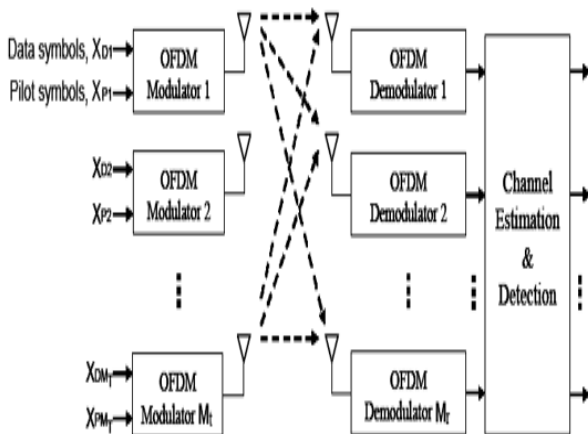 Data symbols, XD1
Pilot symbols, XP1
OFDM
Modulator 1
OFDM
Demodulator 1
XD2
XP2
OFDM
Modulator 2
OFDM
Demodulator 2
Channel
Estimation
&
Detection
XDMT
XPMT
OFDM
Modulator Mt
OFDM
Demodulator Mr